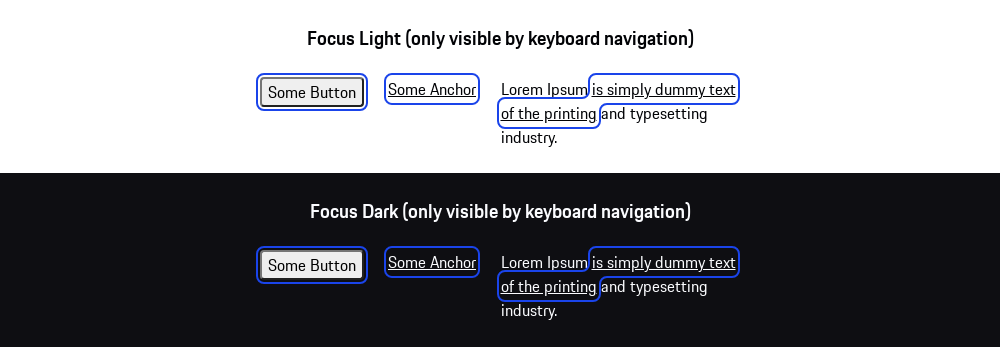 Focus Light (only visible by keyboard navigation)
Some Button
Some Anchor
Lorem Ipsum is simply dummy text
of the printing and typesetting
industry.
Focus Dark (only visible by keyboard navigation)
Some Button
Some Anchor
Lorem Ipsum is simply dummy text
of the printing and typesetting
industry.